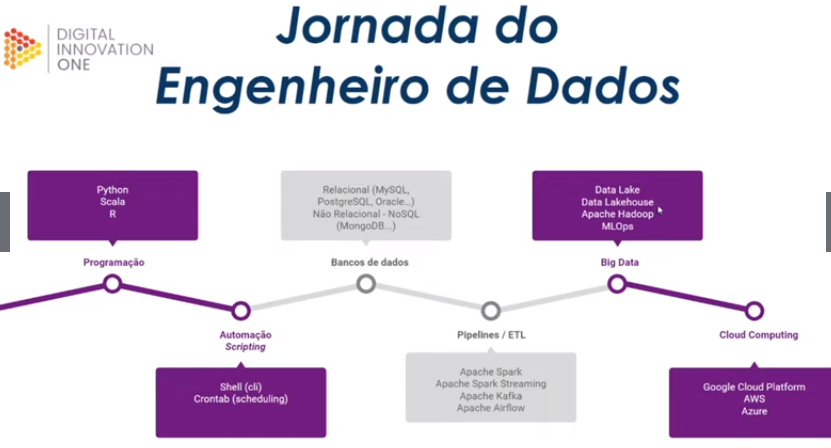 DIGITAL
INNOVATION
ONE
Jornada do
Engenheiro de Dados
Python
Scala
R
Programação
Automação
Scripting
Shell (cli)
Crontab (scheduling)
Relacional (MySQL,
PostgreSQL, Oracle...)
Não Relacional - NoSQL
(MongoDB...)
Bancos de dados
Pipelines / ETL
Apache Spark
Apache Spark Streaming
Apache Kafka
Apache Airflow
Data Lake
Data Lakehouse
Apache Hadoop
MLOps
Big Data
Cloud Computing
Google Cloud Platform
AWS
Azure